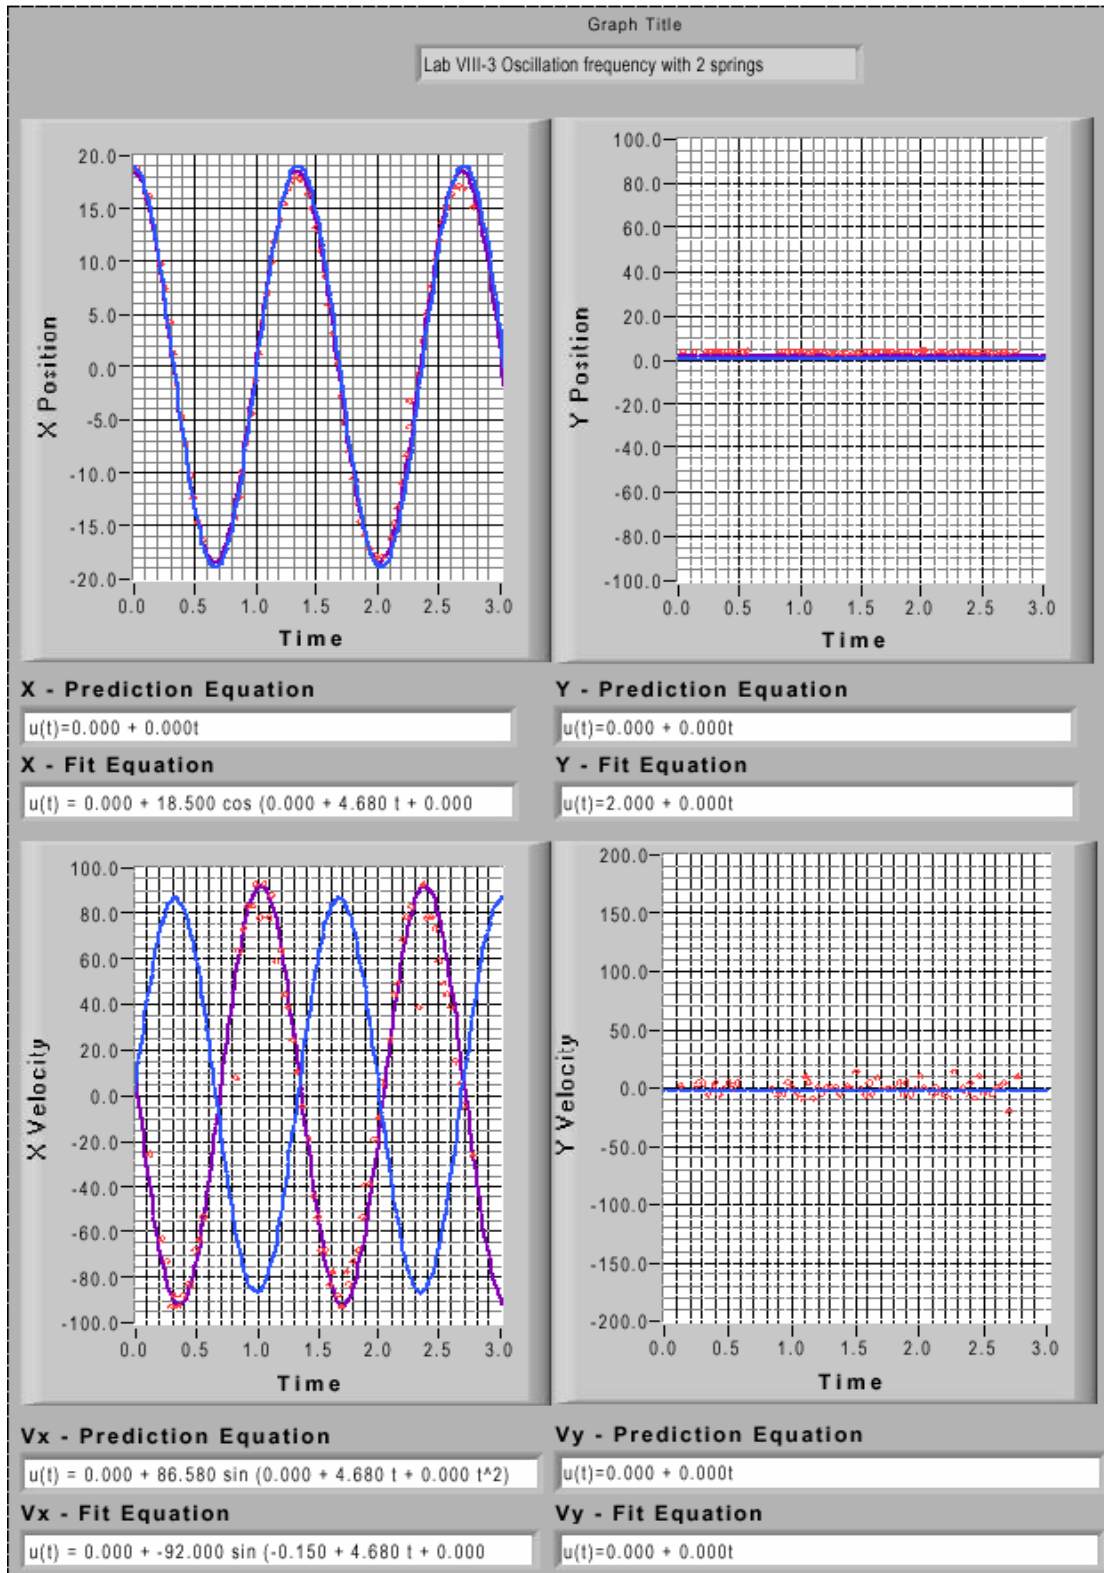 Graph Title
Lab VIII-3 Oscillation frequency with 2 springs
20.0
15.0
10.0
5.0
0.0
-5.0
-10.0
-15.0
-20.0
X Position
0.0 0.5 1.0 1.5 2.0 2.5 3.0
Time
100.0
80.0
60.0
40.0
20.0
0.0
-20.0
-40.0
-60.0
-80.0
-100.0
Y Position
0.0 0.5 1.0 1.5 2.0 2.5 3.0
Time
X - Prediction Equation
u(t)=0.000 + 0.000t
X - Fit Equation
u(t) = 0.000 + 18.500 cos (0.000 + 4.680 t + 0.000
Y - Prediction Equation
u(t)=0.000 + 0.000t
Y - Fit Equation
u(t)=2.000 + 0.000t
100.0
80.0
60.0
40.0
20.0
0.0
-20.0
-40.0
-60.0
-80.0
-100.0
X Velocity
0.0 0.5 1.0 1.5 2.0 2.5 3.0
Time
200.0
150.0
100.0
50.0
0.0
-50.0
-100.0
-150.0
-200.0
Y Velocity
0.0 0.5 1.0 1.5 2.0 2.5 3.0
Time
Vx - Prediction Equation
u(t) = 0.000 + 86.580 sin (0.000 + 4.680 t + 0.000 t^2)
Vx - Fit Equation
u(t) = 0.000 + -92.000 sin (-0.150 + 4.680 t + 0.000
Vy - Prediction Equation
u(t)=0.000 + 0.000t
Vy - Fit Equation
u(t)=0.000 + 0.000t